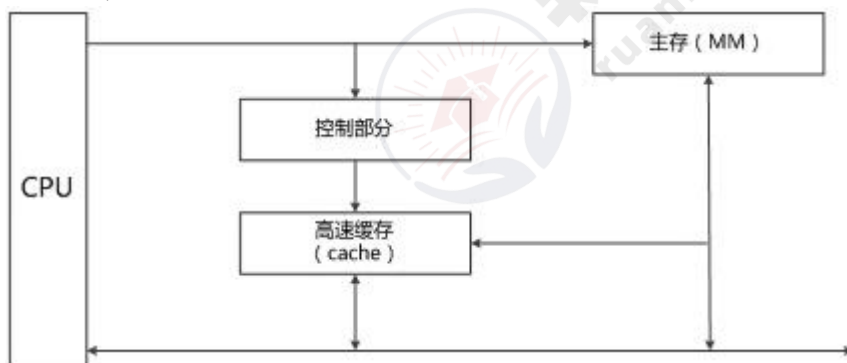 主存（MM）
控制部分
CPU
高速缓存
（cache）